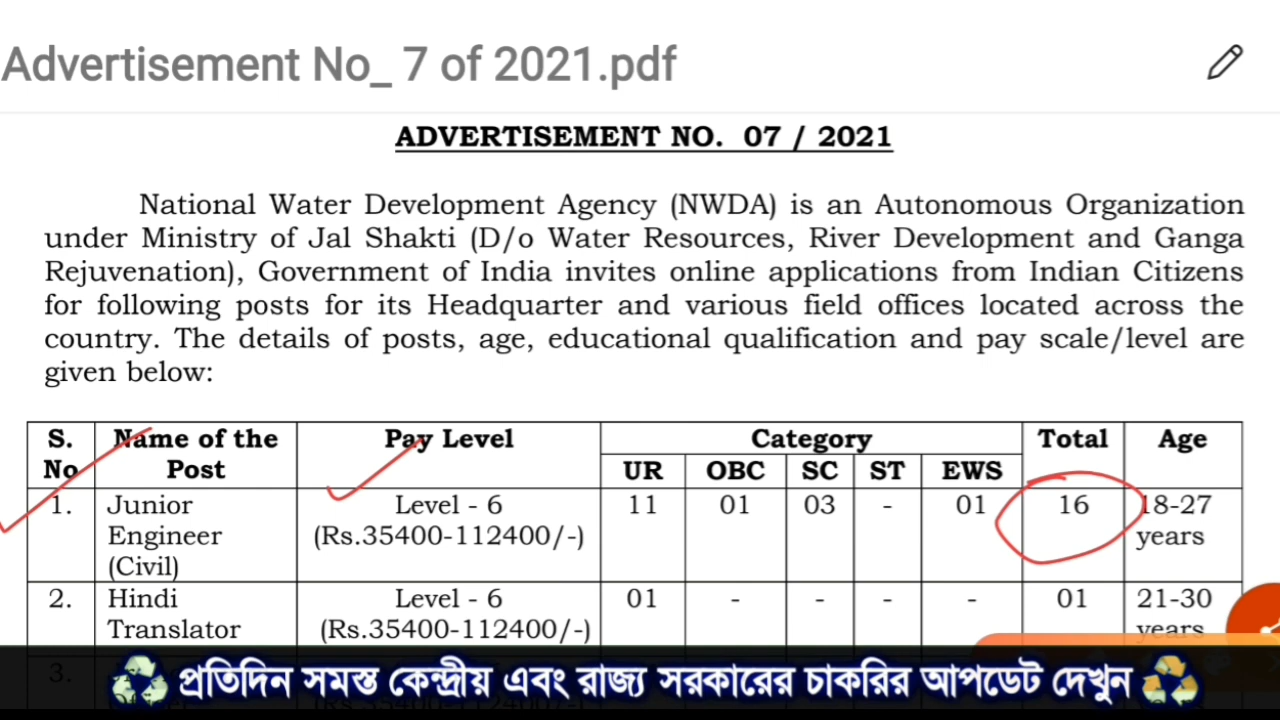 Advertisement No_ 7 of 2021.pdf
ADVERTISEMENT NO. 07 / 2021
National Water Development Agency (NWDA) is an Autonomous Organization
under Ministry of Jal Shakti (D/o Water Resources, River Development and Ganga
Rejuvenation), Government of India invites online applications from Indian Citizens
for following posts for its Headquarter and various field offices located across the
country. The details of posts, age, educational qualification and pay scale/level are
given below:
S. Name of the Pay Level Category Total Age
No Post UR OBC SC ST EWS
1. Junior Level - 6 11 01 03 - 01 16 18-27
Engineer (Rs.35400-112400/-) years
(Civil)
2. Hindi Level - 6 01 - - - - 01 21-30
Translator (Rs.35400-112400/-) years
3.
প্রতিদিন সমস্ত কেন্দ্রীয় এবং রাজ্য সরকারের চাকরির আপডেট দেখুন